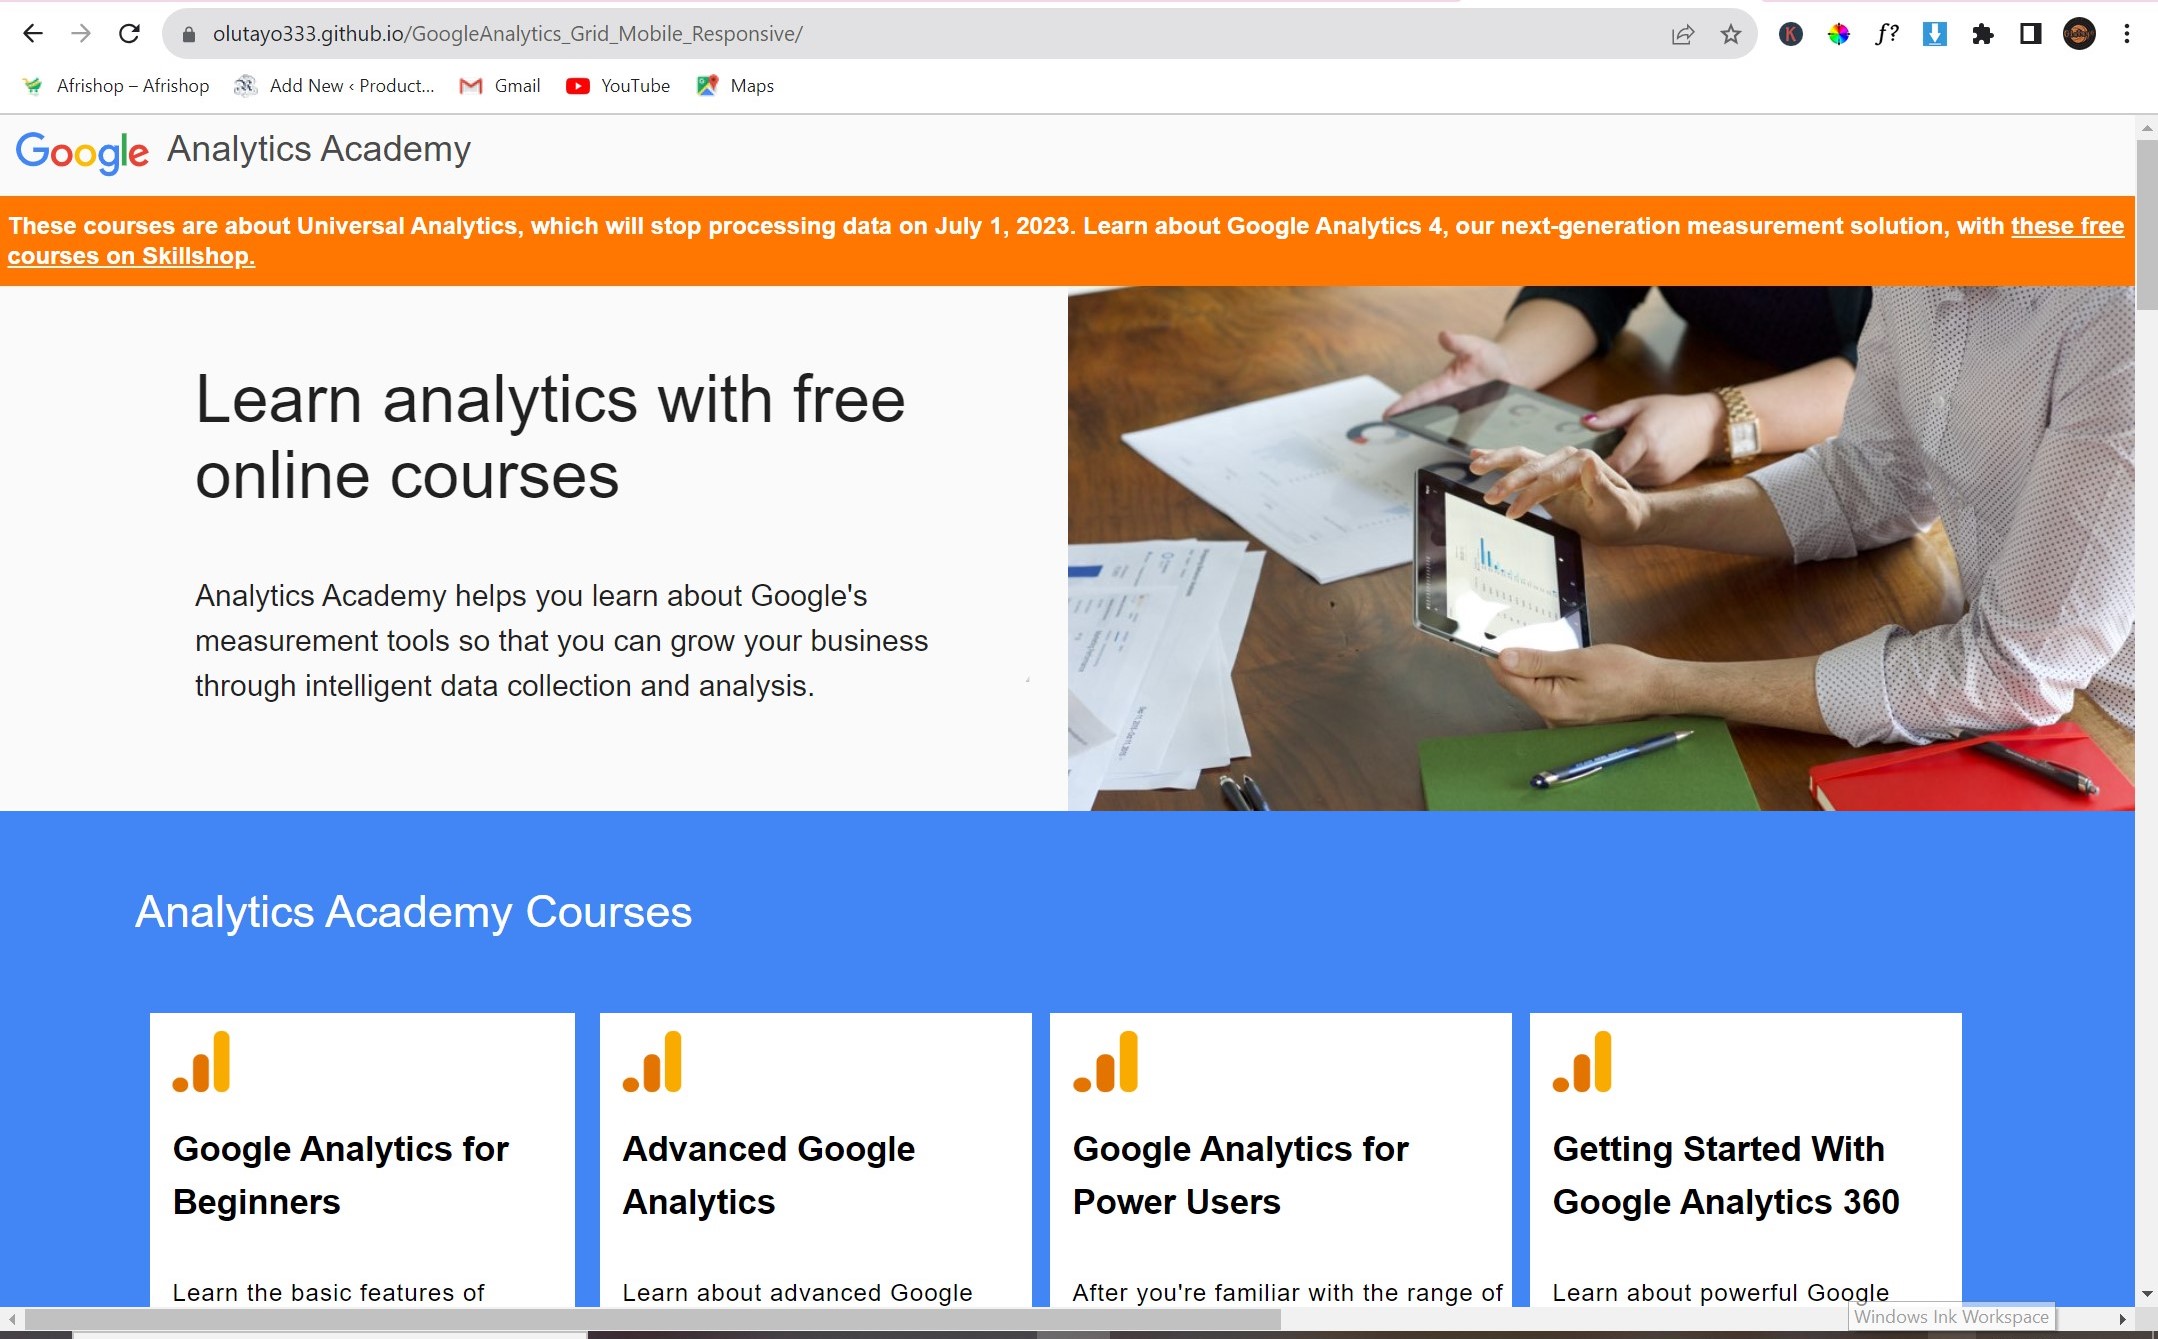 olutayo333.github.io/GoogleAnalytics_Grid_Mobile_Responsive/
K
f?
Afrishop – Afrishop
Add New ‹ Product...
Gmail
YouTube
Maps
Google Analytics Academy
These courses are about Universal Analytics, which will stop processing data on July 1, 2023. Learn about Google Analytics 4, our next-generation measurement solution, with these free
courses on Skillshop.
Learn analytics with free
online courses
Analytics Academy helps you learn about Google's
measurement tools so that you can grow your business
through intelligent data collection and analysis.
Analytics Academy Courses
Google Analytics for
Beginners
Learn the basic features of
Advanced Google
Analytics
Learn about advanced Google
Google Analytics for
Power Users
After you're familiar with the range of
Getting Started With
Google Analytics 360
Learn about powerful Google
Windows Ink Workspace